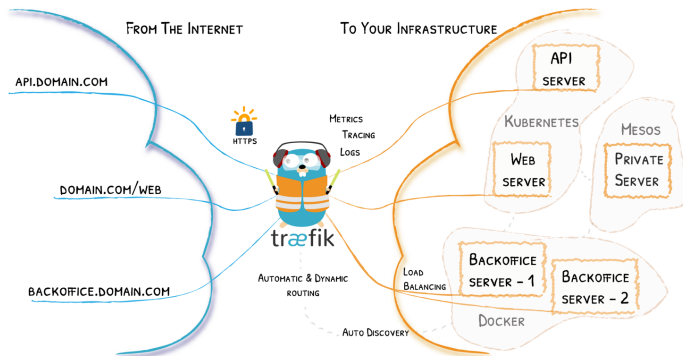 FROM THE INTERNET
TO YOUR INFRASTRUCTURE
API.DOMAIN.COM
HTTPS
METRICS
TRACING
LOGS
API
SERVER
KUBERNETES
MESOS
WEB
SERVER
PRIVATE
SERVER
DOMAIN.COM/WEB
træfik
BACKOFFICE.DOMAIN.COM
AUTOMATIC & DYNAMIC
ROUTING
LOAD
BALANCING
BACKOFFICE
SERVER - 1
BACKOFFICE
SERVER - 2
DOCKER
AUTO DISCOVERY